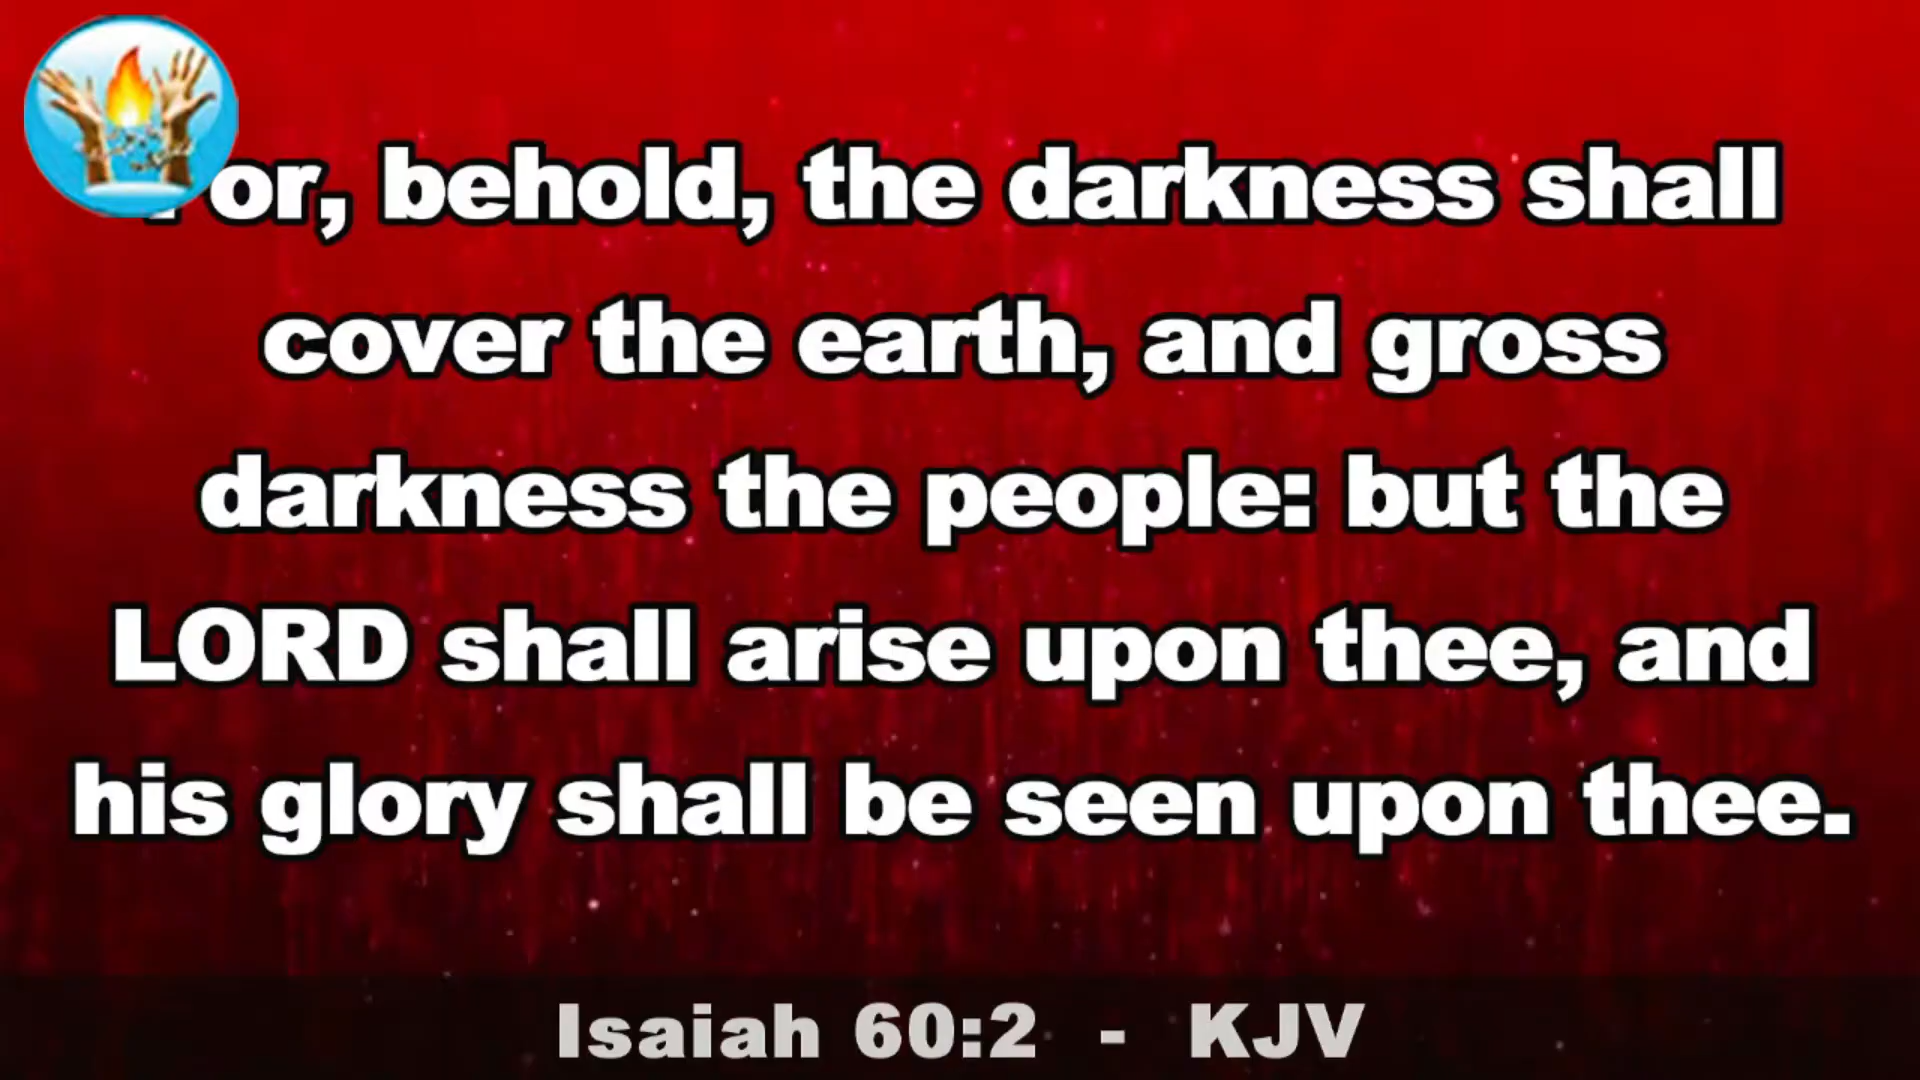 For, behold, the darkness shall
cover the earth, and gross
darkness the people: but the
LORD shall arise upon thee, and
his glory shall be seen upon thee.
Isaiah 60:2 - KJV